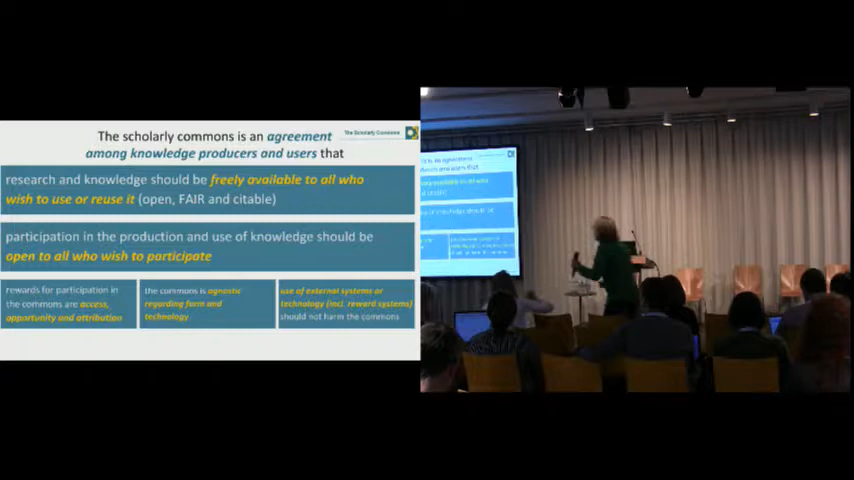 The scholarly commons is an agreement
The Scholarly Commons
among knowledge producers and users that
research and knowledge should be freely available to all who
wish to use or reuse it (open, FAIR and citable)
participation in the production and use of knowledge should be
open to all who wish to participate
rewards for participation in
the commons are access,
opportunity and attribution
the commons is agnostic
regarding form and
technology
use of external systems or
technology (incl. reward systems)
should not harm the commons